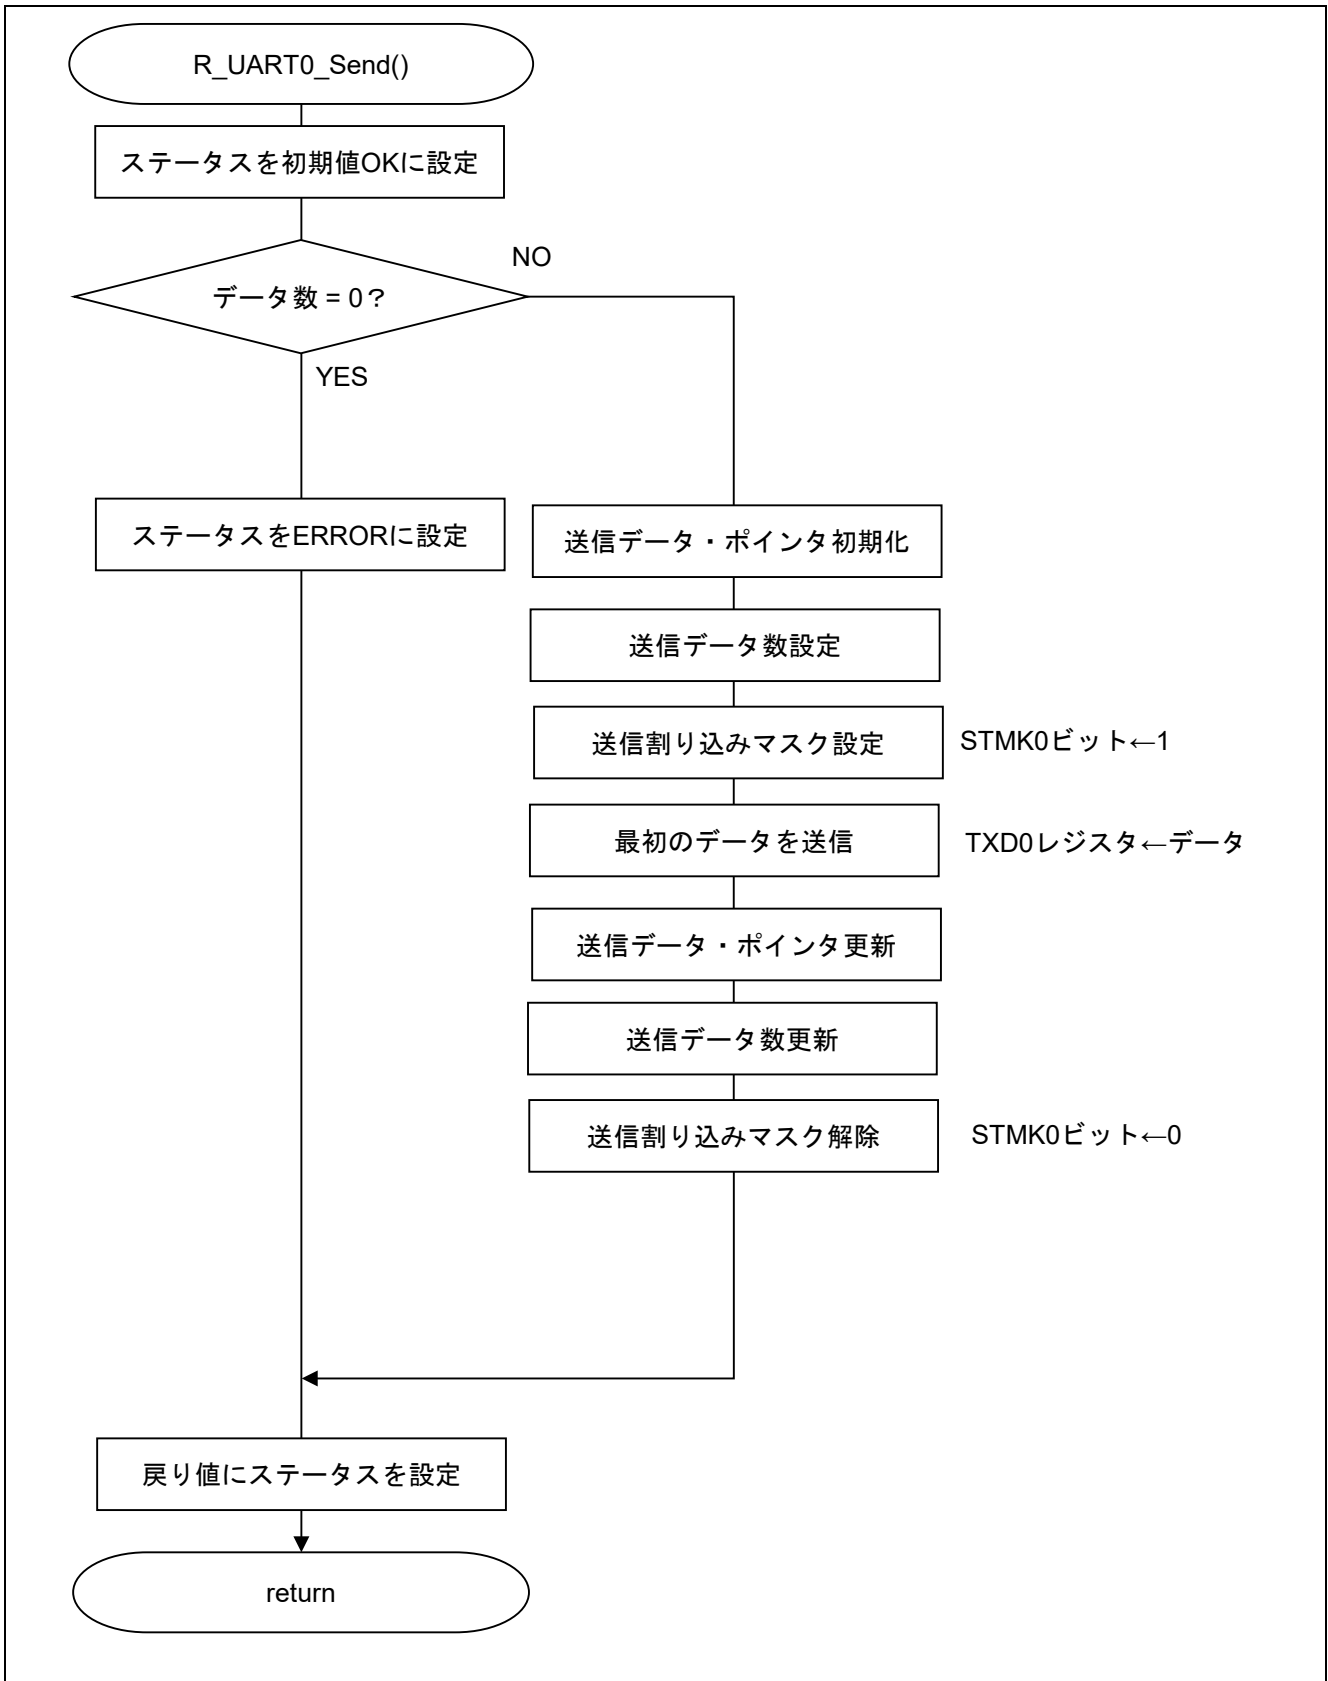 R_UART0_Send()
ステータスを初期値OKに設定
データ数 = 0？
NO
YES
ステータスをERRORに設定
送信データ・ポインタ初期化
送信データ数設定
送信割り込みマスク設定
STMK0ビット←1
最初のデータを送信
TXD0レジスタ←データ
送信データ・ポインタ更新
送信データ数更新
送信割り込みマスク解除
STMK0ビット←0
戻り値にステータスを設定
return